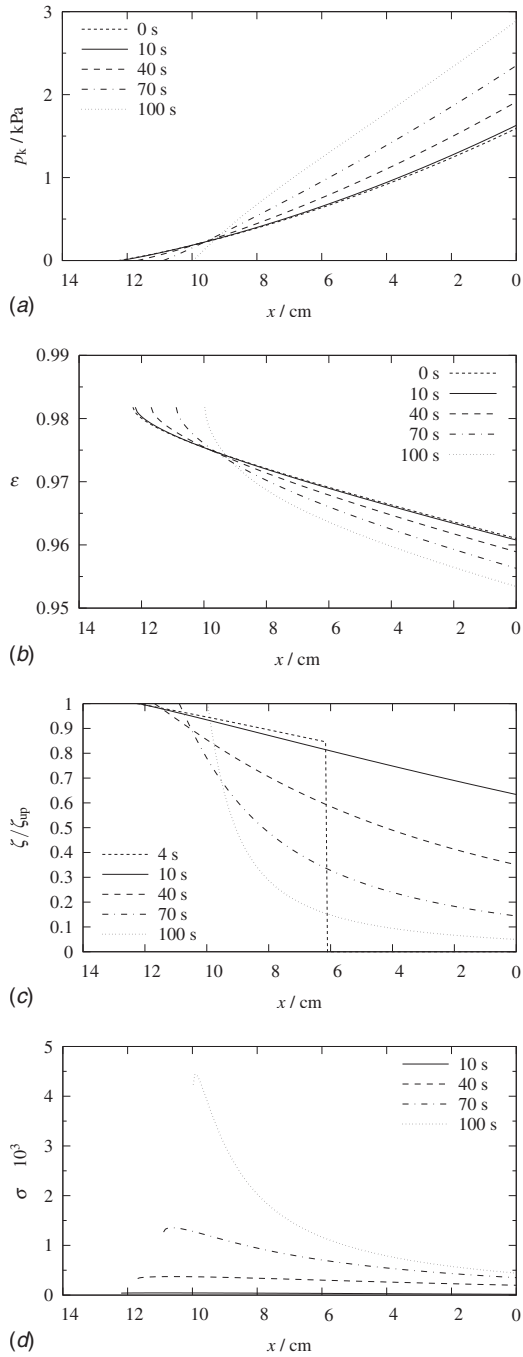 3
2
1
0
p_k / kPa
0 s
10 s
40 s
70 s
100 s
14 12 10 8 6 4 2 0
x / cm
(a)
0.99
0.98
0.97
0.96
0.95
ε
0 s
10 s
40 s
70 s
100 s
14 12 10 8 6 4 2 0
x / cm
(b)
1
0.9
0.8
0.7
0.6
0.5
0.4
0.3
0.2
0.1
0
ζ / ζ_up
4 s
10 s
40 s
70 s
100 s
14 12 10 8 6 4 2 0
x / cm
(c)
5
4
3
2
1
0
σ 10³
10 s
40 s
70 s
100 s
14 12 10 8 6 4 2 0
x / cm
(d)